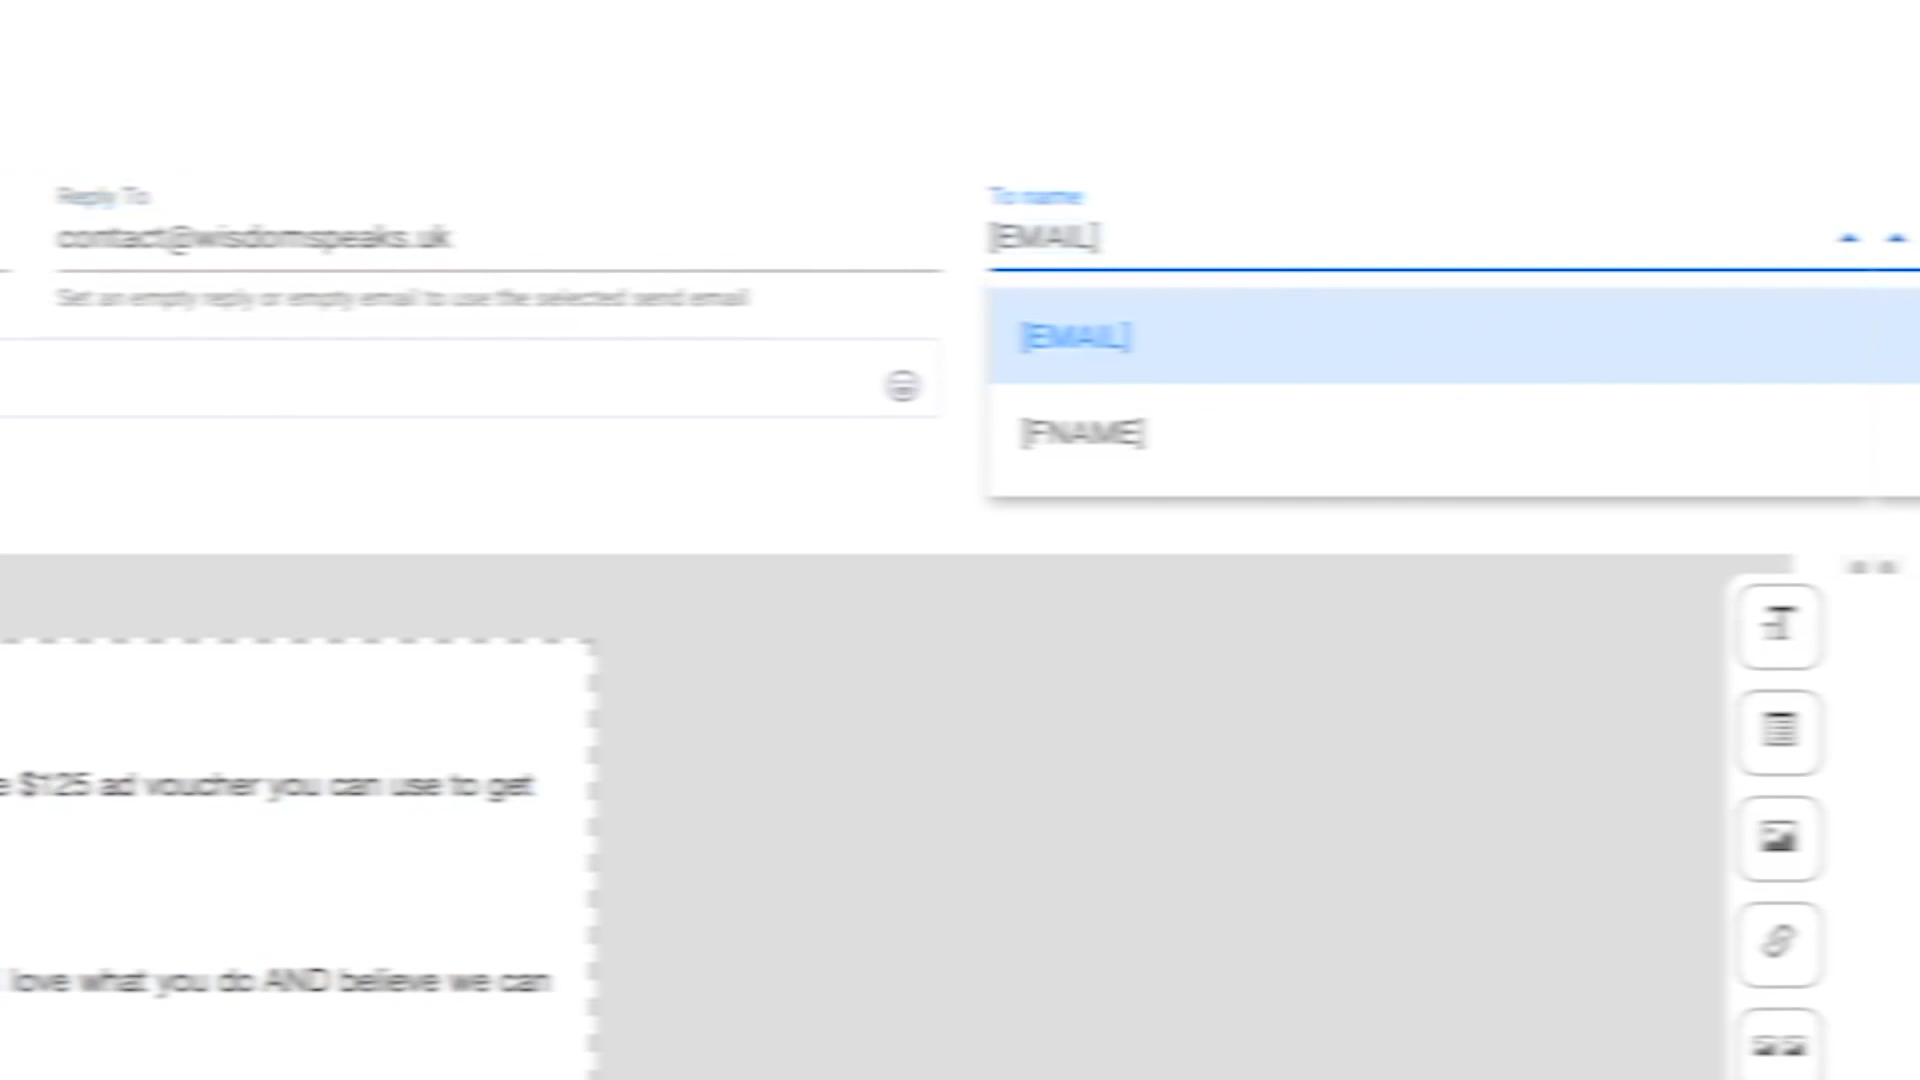 Reply To
To name
contact@wisdomspeaks.uk
[EMAIL]
Set an empty reply or empty email to use the selected send email
[EMAIL]
[FNAME]
e $125 ad voucher you can use to get
love what you do AND believe we can